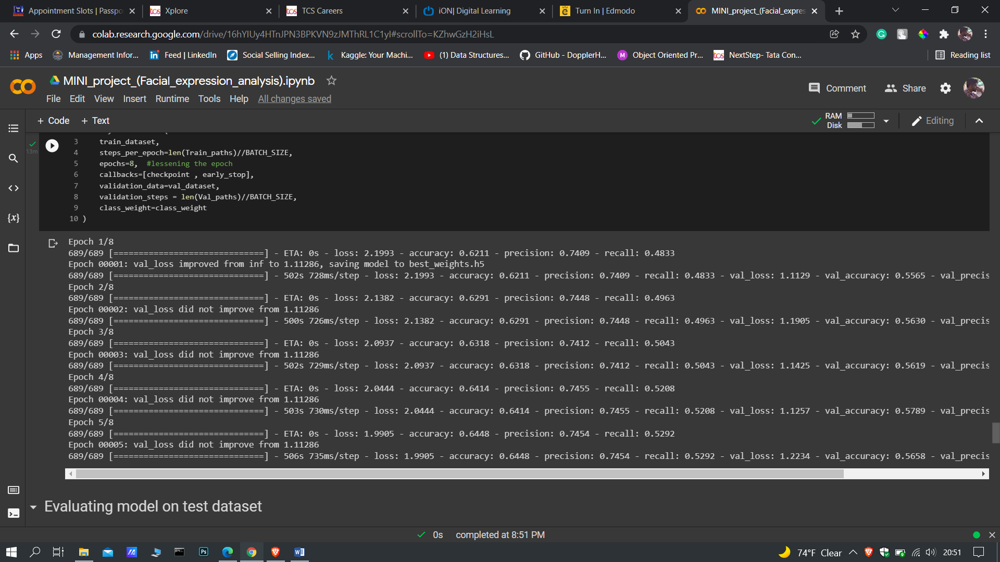 Appointment Slots | Passpo
Xplore
TCS Careers
iON| Digital Learning
Turn In | Edmodo
MINI_project_(Facial_expres
colab.research.google.com/drive/16hYIUy4HTnJPN3BPKVN9zJMThRL1C1yI#scrollTo=KZhwGzH2iHsL
Apps
Management Infor...
Feed | LinkedIn
Social Selling Index...
Kaggle: Your Machi...
(1) Data Structures...
GitHub - DopplerH...
Object Oriented Pr...
NextStep- Tata Con...
Reading list
MINI_project_(Facial_expression_analysis).ipynb
Comment
Share
File Edit View Insert Runtime Tools Help All changes saved
+ Code + Text
RAM
Disk
Editing
13m
3 train_dataset,
4 steps_per_epoch=len(Train_paths)//BATCH_SIZE,
5 epochs=8, #lessening the epoch
6 callbacks=[checkpoint , early_stop],
7 validation_data=val_dataset,
8 validation_steps = len(Val_paths)//BATCH_SIZE,
9 class_weight=class_weight
10 )
Epoch 1/8
689/689 [==============================] - ETA: 0s - loss: 2.1993 - accuracy: 0.6211 - precision: 0.7409 - recall: 0.4833
Epoch 00001: val_loss improved from inf to 1.11286, saving model to best_weights.h5
689/689 [==============================] - 502s 728ms/step - loss: 2.1993 - accuracy: 0.6211 - precision: 0.7409 - recall: 0.4833 - val_loss: 1.1129 - val_accuracy: 0.5565 - val_precis
Epoch 2/8
689/689 [==============================] - ETA: 0s - loss: 2.1382 - accuracy: 0.6291 - precision: 0.7448 - recall: 0.4963
Epoch 00002: val_loss did not improve from 1.11286
689/689 [==============================] - 500s 726ms/step - loss: 2.1382 - accuracy: 0.6291 - precision: 0.7448 - recall: 0.4963 - val_loss: 1.1905 - val_accuracy: 0.5630 - val_precis
Epoch 3/8
689/689 [==============================] - ETA: 0s - loss: 2.0937 - accuracy: 0.6318 - precision: 0.7412 - recall: 0.5043
Epoch 00003: val_loss did not improve from 1.11286
689/689 [==============================] - 502s 729ms/step - loss: 2.0937 - accuracy: 0.6318 - precision: 0.7412 - recall: 0.5043 - val_loss: 1.1425 - val_accuracy: 0.5619 - val_precis
Epoch 4/8
689/689 [==============================] - ETA: 0s - loss: 2.0444 - accuracy: 0.6414 - precision: 0.7455 - recall: 0.5208
Epoch 00004: val_loss did not improve from 1.11286
689/689 [==============================] - 503s 730ms/step - loss: 2.0444 - accuracy: 0.6414 - precision: 0.7455 - recall: 0.5208 - val_loss: 1.1257 - val_accuracy: 0.5789 - val_precis
Epoch 5/8
689/689 [==============================] - ETA: 0s - loss: 1.9905 - accuracy: 0.6448 - precision: 0.7454 - recall: 0.5292
Epoch 00005: val_loss did not improve from 1.11286
689/689 [==============================] - 506s 735ms/step - loss: 1.9905 - accuracy: 0.6448 - precision: 0.7454 - recall: 0.5292 - val_loss: 1.2234 - val_accuracy: 0.5658 - val_precis
Evaluating model on test dataset
0s completed at 8:51 PM
74°F Clear
20:51